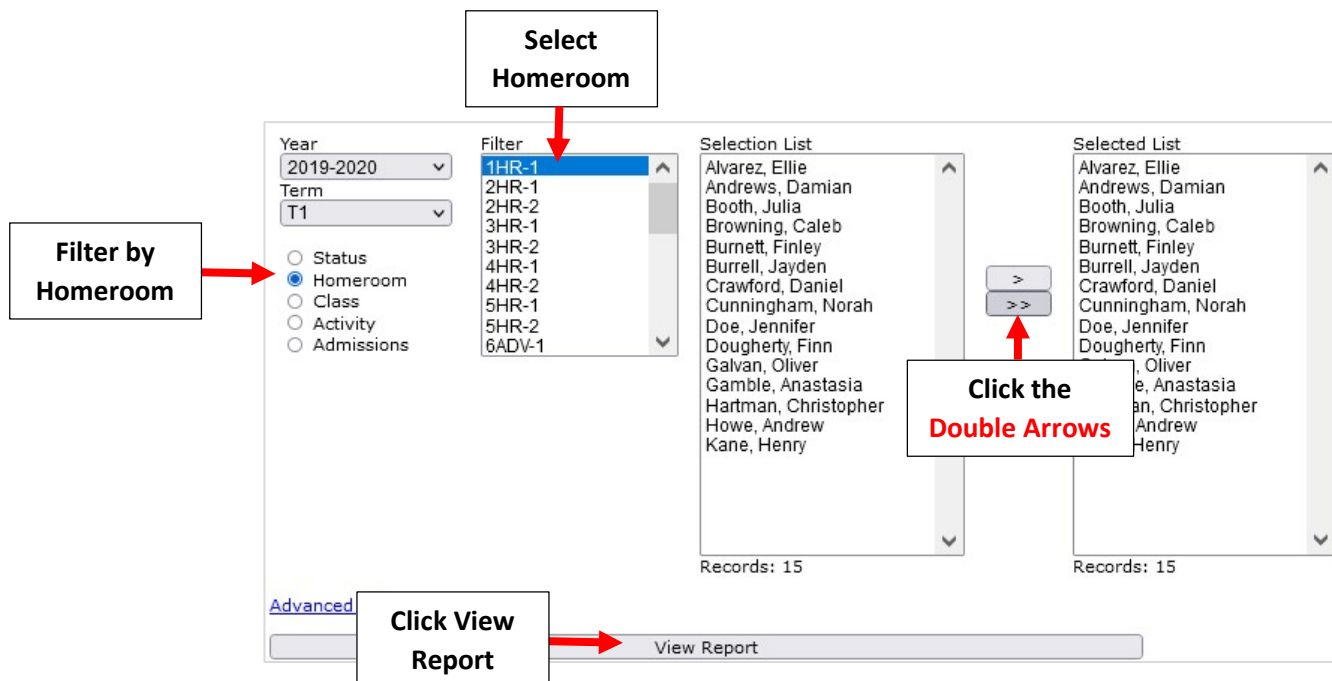 Select
Homeroom
Year
2019-2020
Term
T1
Filter by
Homeroom
Status
Homeroom
Class
Activity
Admissions
Filter
1HR-1
2HR-1
2HR-2
3HR-1
3HR-2
4HR-1
4HR-2
5HR-1
5HR-2
6ADV-1
Selection List
Alvarez, Ellie
Andrews, Damian
Booth, Julia
Browning, Caleb
Burnett, Finley
Burrell, Jayden
Crawford, Daniel
Cunningham, Norah
Doe, Jennifer
Dougherty, Finn
Galvan, Oliver
Gamble, Anastasia
Hartman, Christopher
Howe, Andrew
Kane, Henry
Records: 15
>
>>
Click the
Double Arrows
Selected List
Alvarez, Ellie
Andrews, Damian
Booth, Julia
Browning, Caleb
Burnett, Finley
Burrell, Jayden
Crawford, Daniel
Cunningham, Norah
Doe, Jennifer
Dougherty, Finn
Oliver
Anastasia
Christopher
Andrew
Henry
Records: 15
Advanced
Click View
Report
View Report